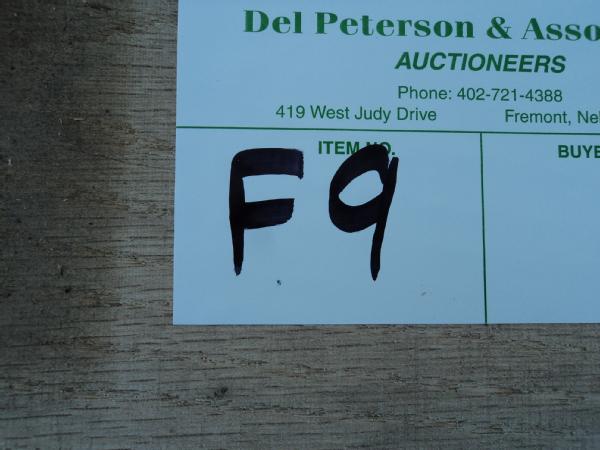 Del Peterson & Asso
AUCTIONEERS
Phone: 402-721-4388
419 West Judy Drive Fremont, Ne
ITEM NO. BUYE
F9